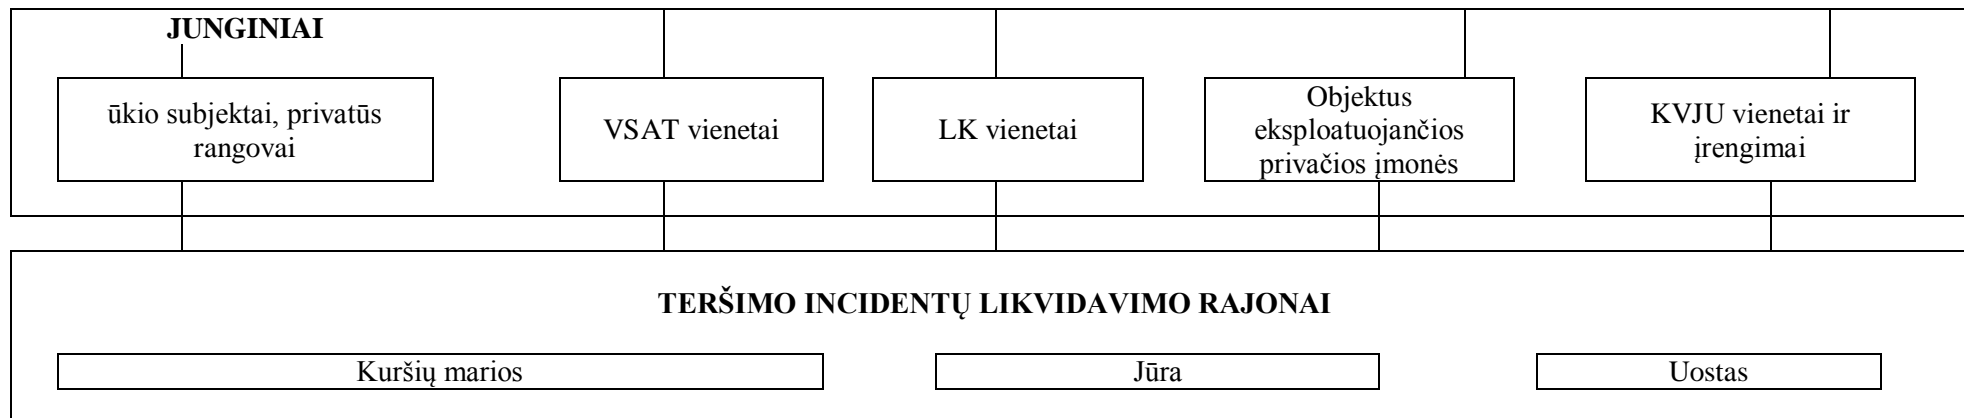 JUNGINIAI
ūkio subjektai, privatūs
rangovai
VSAT vienetai
LK vienetai
Objektus
eksploatuojančios
privačios įmonės
KVJU vienetai ir
įrengimai
TERŠIMO INCIDENTŲ LIKVIDAVIMO RAJONAI
Kuršių marios
Jūra
Uostas